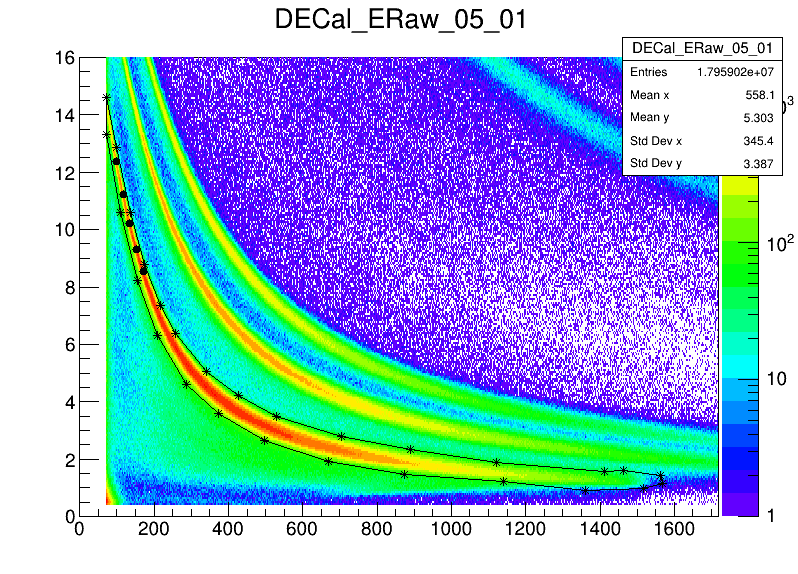 DECal_ERaw_05_01
DECal_ERaw_05_01
Entries 1.795902e+07
Mean x 558.1
Mean y 5.303
Std Dev x 345.4
Std Dev y 3.387
16
14
12
10
8
6
4
2
0
0 200 400 600 800 1000 1200 1400 1600
10²
10
1